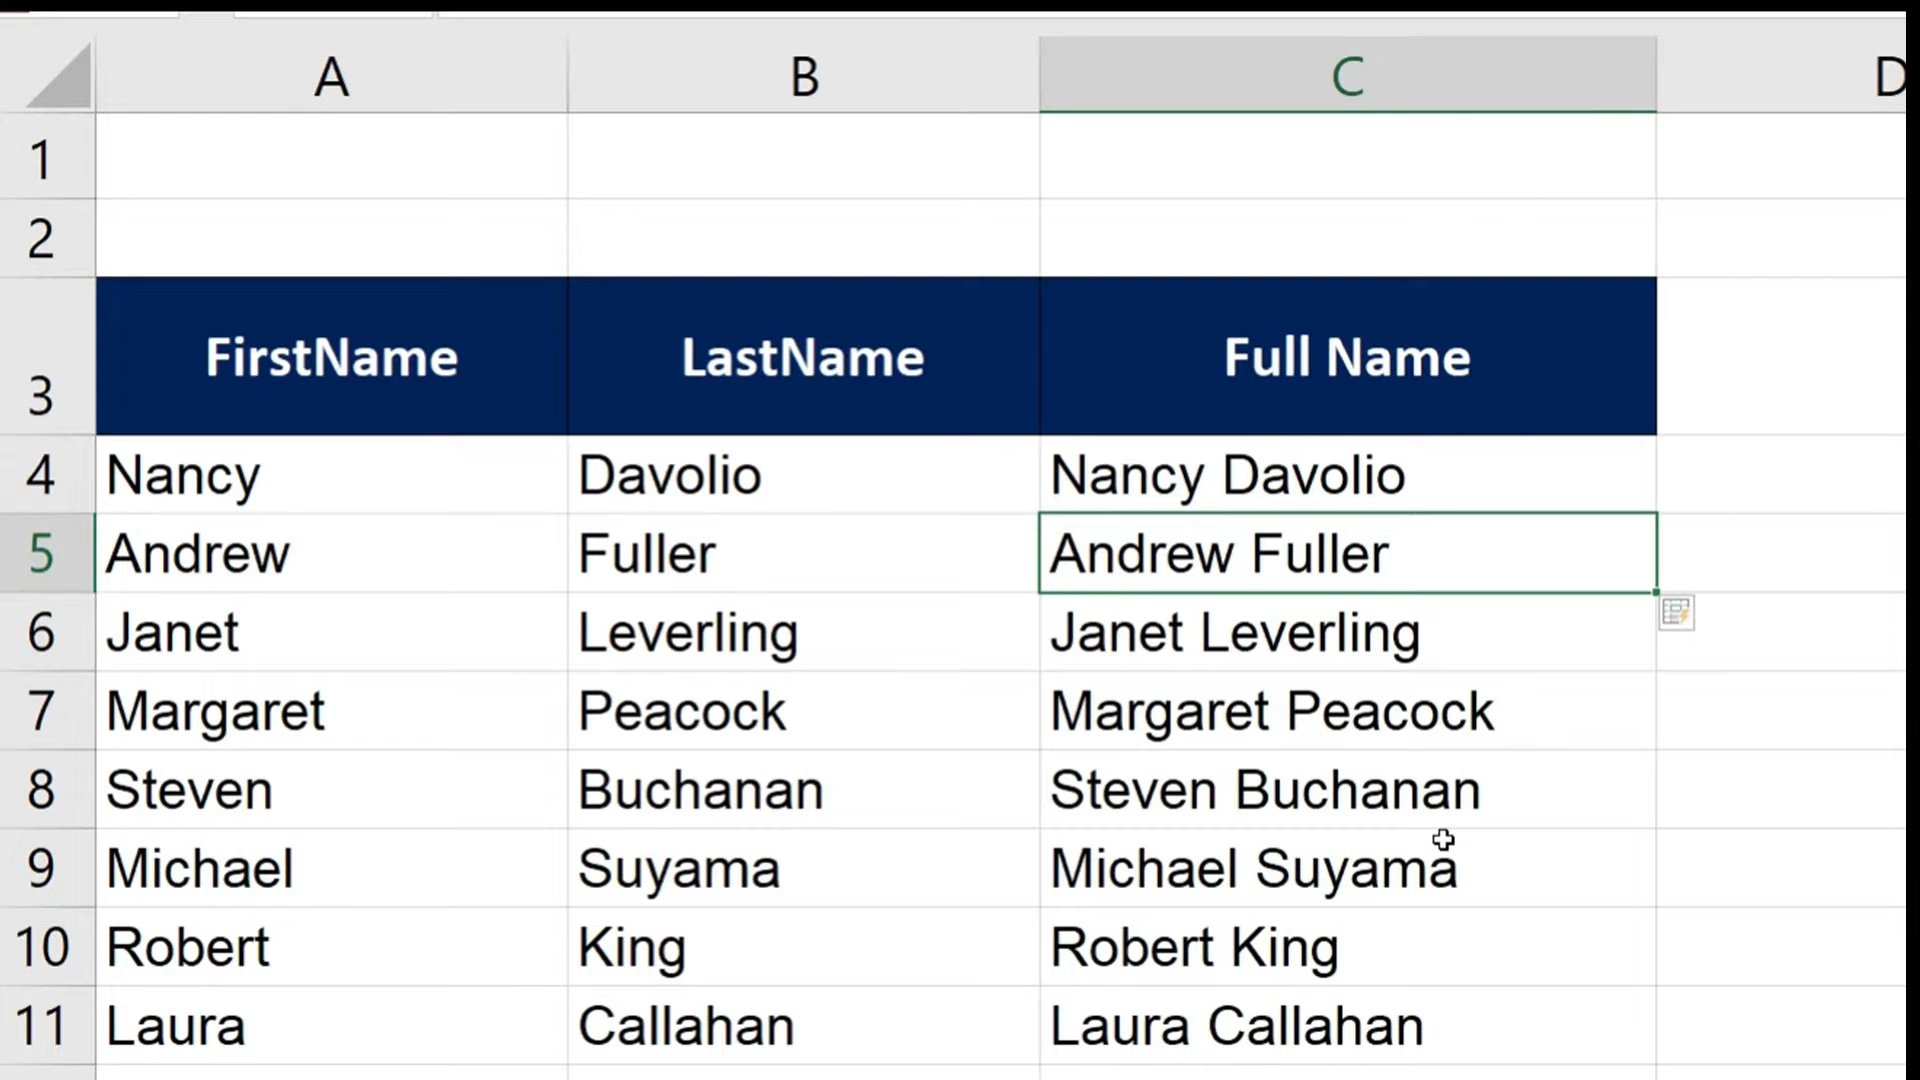 A B C D
1
2
3 FirstName LastName Full Name
4 Nancy Davolio Nancy Davolio
5 Andrew Fuller Andrew Fuller
6 Janet Leverling Janet Leverling
7 Margaret Peacock Margaret Peacock
8 Steven Buchanan Steven Buchanan
9 Michael Suyama Michael Suyama
10 Robert King Robert King
11 Laura Callahan Laura Callahan